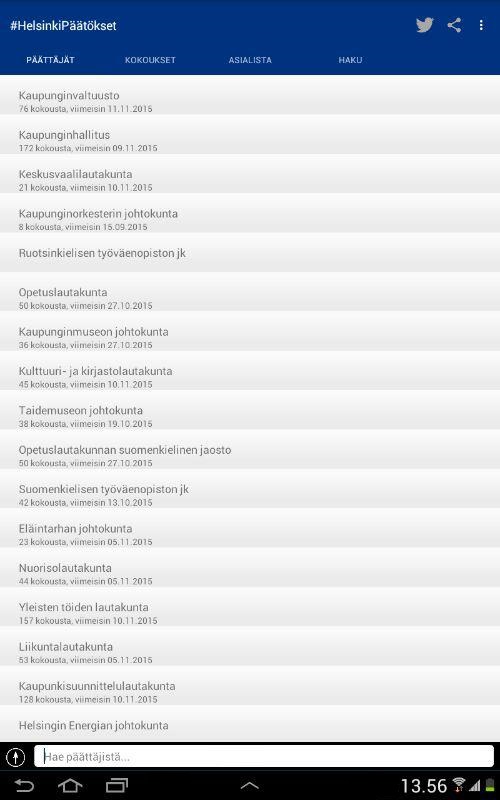 #HelsinkiPäätökset
PÄÄTTÄJÄT KOKOUKSET ASIALISTA HAKU
Kaupunginvaltuusto
76 kokousta, viimeisin 11.11.2015
Kaupunginhallitus
172 kokousta, viimeisin 09.11.2015
Keskusvaalilautakunta
21 kokousta, viimeisin 10.11.2015
Kaupunginorkesterin johtokunta
8 kokousta, viimeisin 15.09.2015
Ruotsinkielisen työväenopiston jk
Opetuslautakunta
50 kokousta, viimeisin 27.10.2015
Kaupunginmuseon johtokunta
36 kokousta, viimeisin 27.10.2015
Kulttuuri- ja kirjastolautakunta
45 kokousta, viimeisin 10.11.2015
Taidemuseon johtokunta
38 kokousta, viimeisin 19.10.2015
Opetuslautakunnan suomenkielinen jaosto
50 kokousta, viimeisin 27.10.2015
Suomenkielisen työväenopiston jk
42 kokousta, viimeisin 13.10.2015
Eläintarhan johtokunta
23 kokousta, viimeisin 05.11.2015
Nuorisolautakunta
44 kokousta, viimeisin 05.11.2015
Yleisten töiden lautakunta
157 kokousta, viimeisin 10.11.2015
Liikuntalautakunta
53 kokousta, viimeisin 05.11.2015
Kaupunkisuunnittelulautakunta
128 kokousta, viimeisin 10.11.2015
Helsingin Energian johtokunta
Hae päättäjistä...
13.56